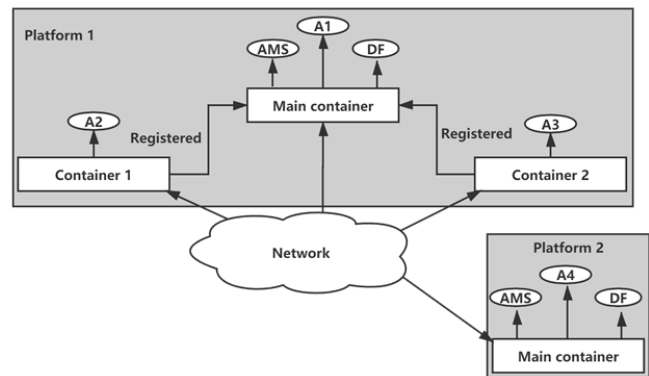 Platform 1
A1
AMS
DF
Main container
A2
Registered
Registered
A3
Container 1
Container 2
Network
Platform 2
A4
AMS
DF
Main container